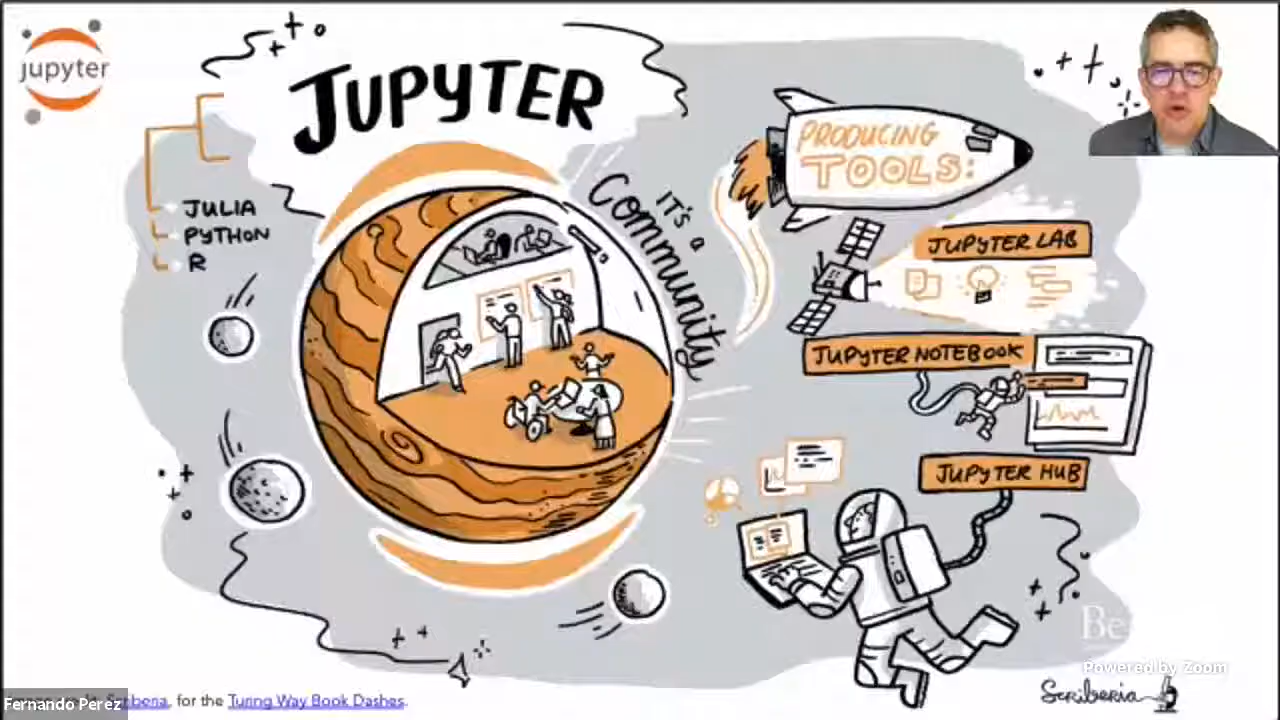 jupyter
JUPYTER
JULIA
PYTHON
R
IT'S a
Community
PRODUCING
TOOLS:
JUPYTER LAB
JUPYTER NOTEBOOK
JUPYTER HUB
Be
Powered by Zoom
Scriberia
Fernando Perez
, for the Turing Way Book Dashes.